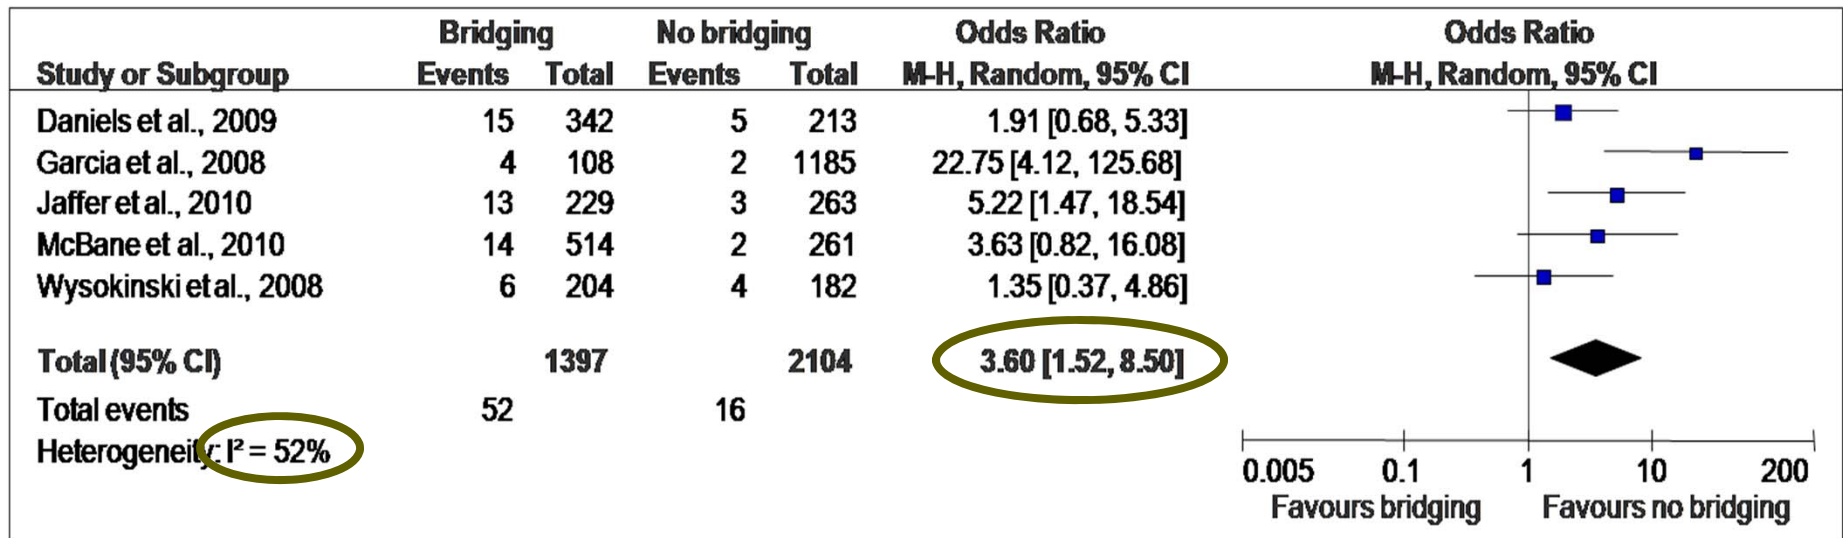 Bridging No bridging Odds Ratio Odds Ratio
Study or Subgroup Events Total Events Total M-H, Random, 95% CI M-H, Random, 95% CI
Daniels et al., 2009 15 342 5 213 1.91 [0.68, 5.33]
Garcia et al., 2008 4 108 2 1185 22.75 [4.12, 125.68]
Jaffer et al., 2010 13 229 3 263 5.22 [1.47, 18.54]
McBane et al., 2010 14 514 2 261 3.63 [0.82, 16.08]
Wysokinski et al., 2008 6 204 4 182 1.35 [0.37, 4.86]
Total (95% CI) 1397 2104 3.60 [1.52, 8.50]
Total events 52 16
Heterogeneity: I² = 52%
0.005 0.1 1 10 200
Favours bridging Favours no bridging